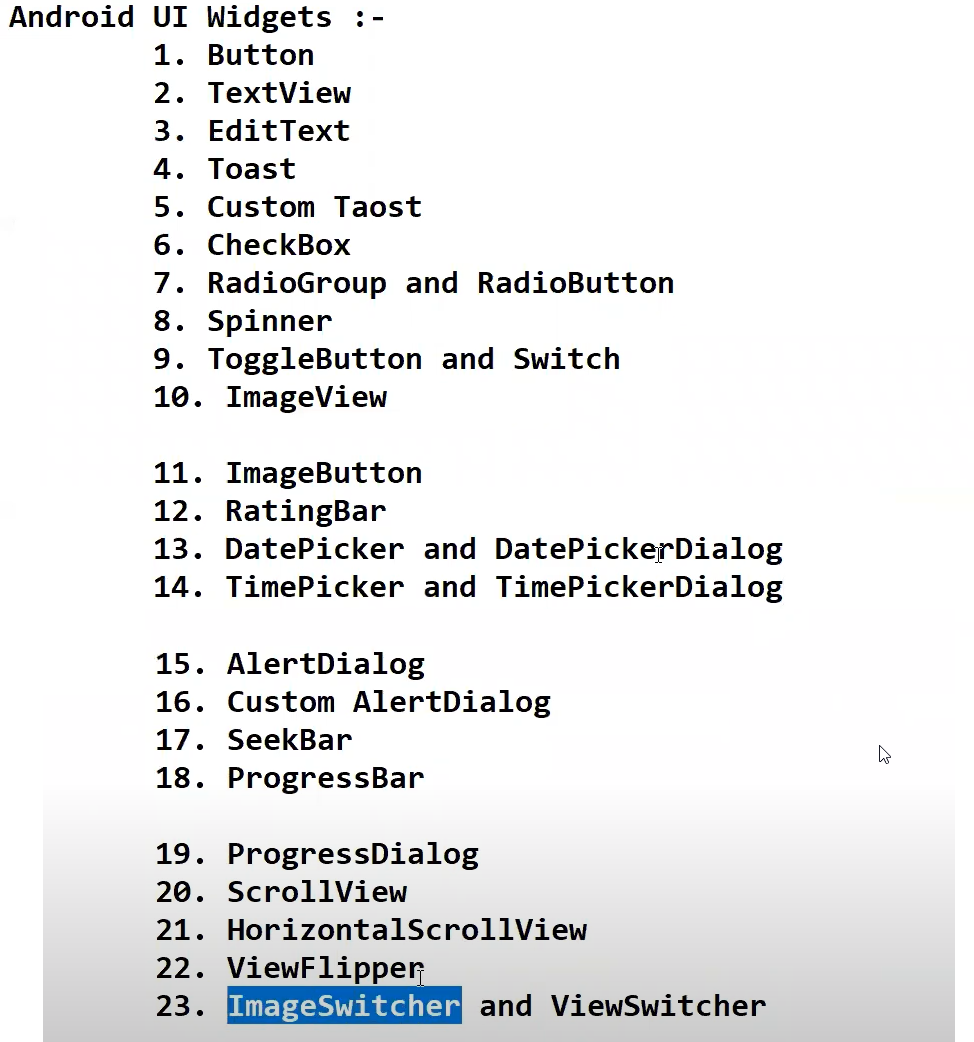 Android UI Widgets :-
1. Button
2. TextView
3. EditText
4. Toast
5. Custom Taost
6. CheckBox
7. RadioGroup and RadioButton
8. Spinner
9. ToggleButton and Switch
10. ImageView
11. ImageButton
12. RatingBar
13. DatePicker and DatePickerDialog
14. TimePicker and TimePickerDialog
15. AlertDialog
16. Custom AlertDialog
17. SeekBar
18. ProgressBar
19. ProgressDialog
20. ScrollView
21. HorizontalScrollView
22. ViewFlipper
23. ImageSwitcher and ViewSwitcher